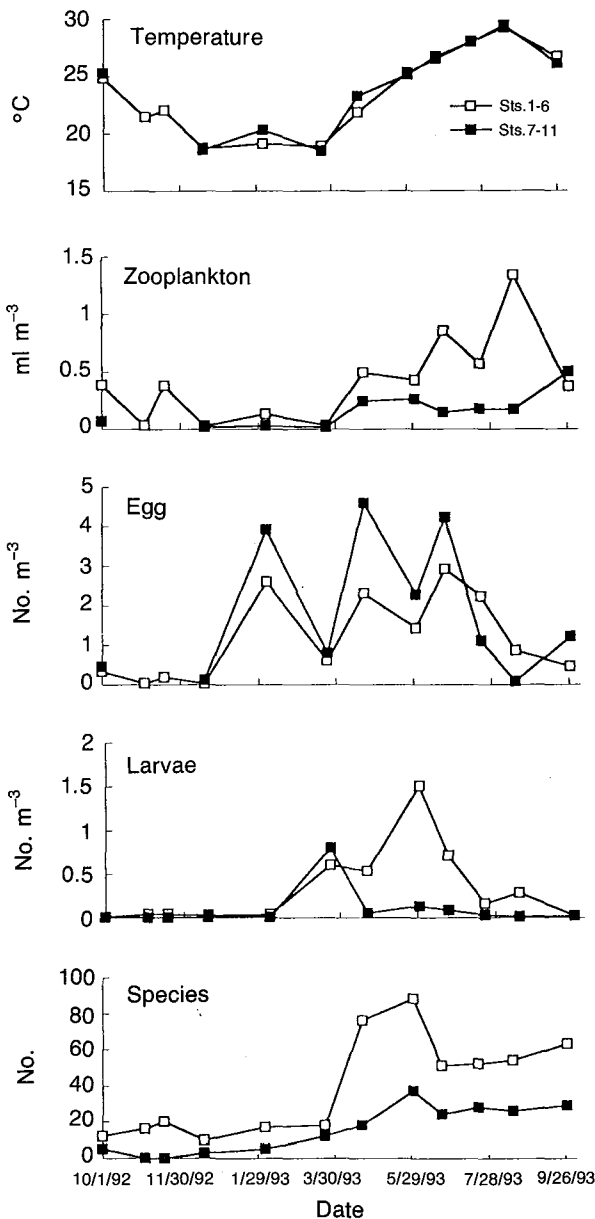 30
Temperature
25
°C
20
15
Sts.1-6
Sts.7-11
1.5
Zooplankton
1
ml m⁻³
0.5
0
5
Egg
4
3
No. m⁻³
2
1
0
2
Larvae
1.5
No. m⁻³
1
0.5
0
100
Species
80
60
No.
40
20
0
10/1/92 11/30/92 1/29/93 3/30/93 5/29/93 7/28/93 9/26/93
Date